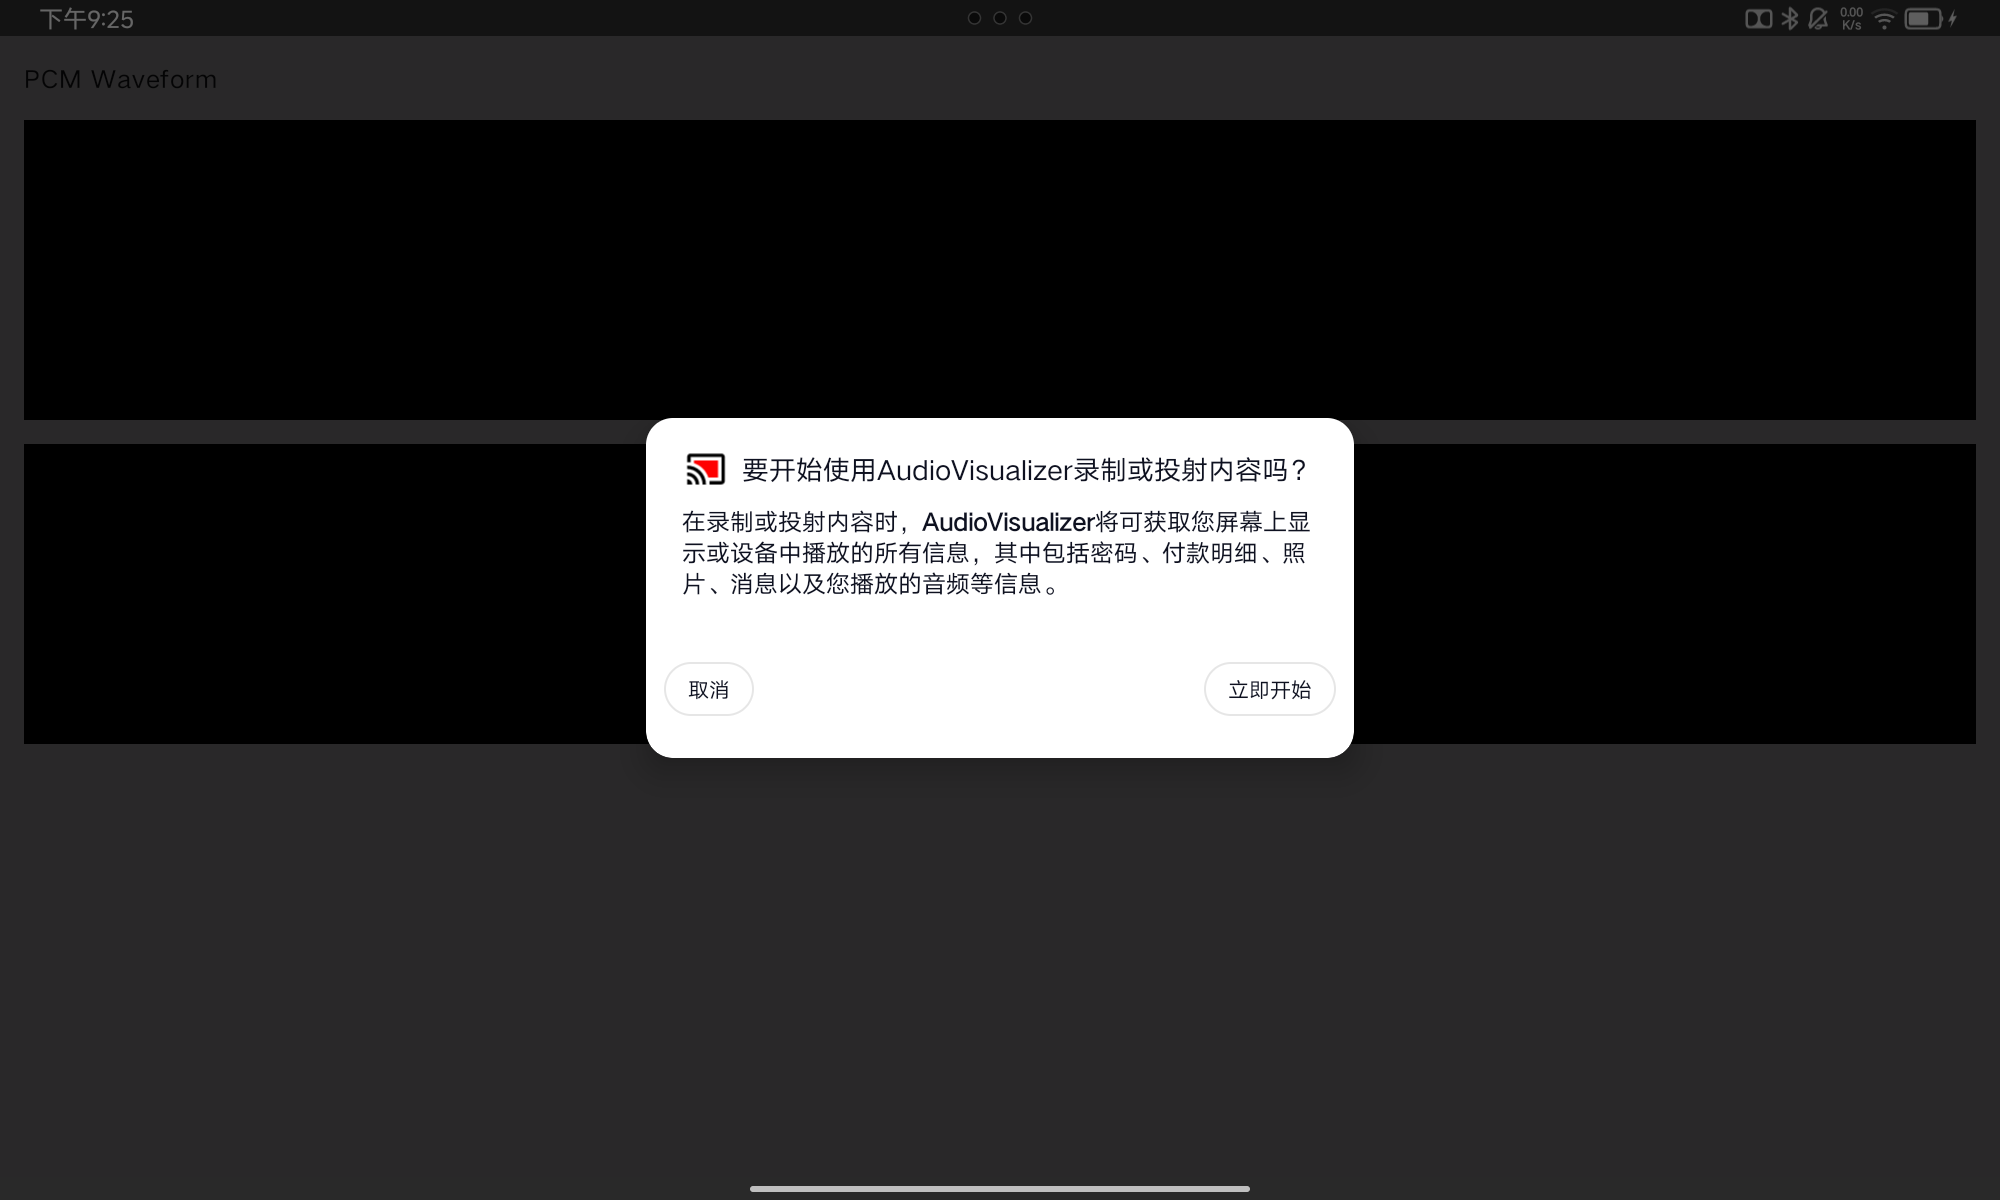 下午9:25
0.00
K/s
PCM Waveform
要开始使用AudioVisualizer录制或投射内容吗？
在录制或投射内容时，AudioVisualizer将可获取您屏幕上显
示或设备中播放的所有信息，其中包括密码、付款明细、照
片、消息以及您播放的音频等信息。
取消
立即开始